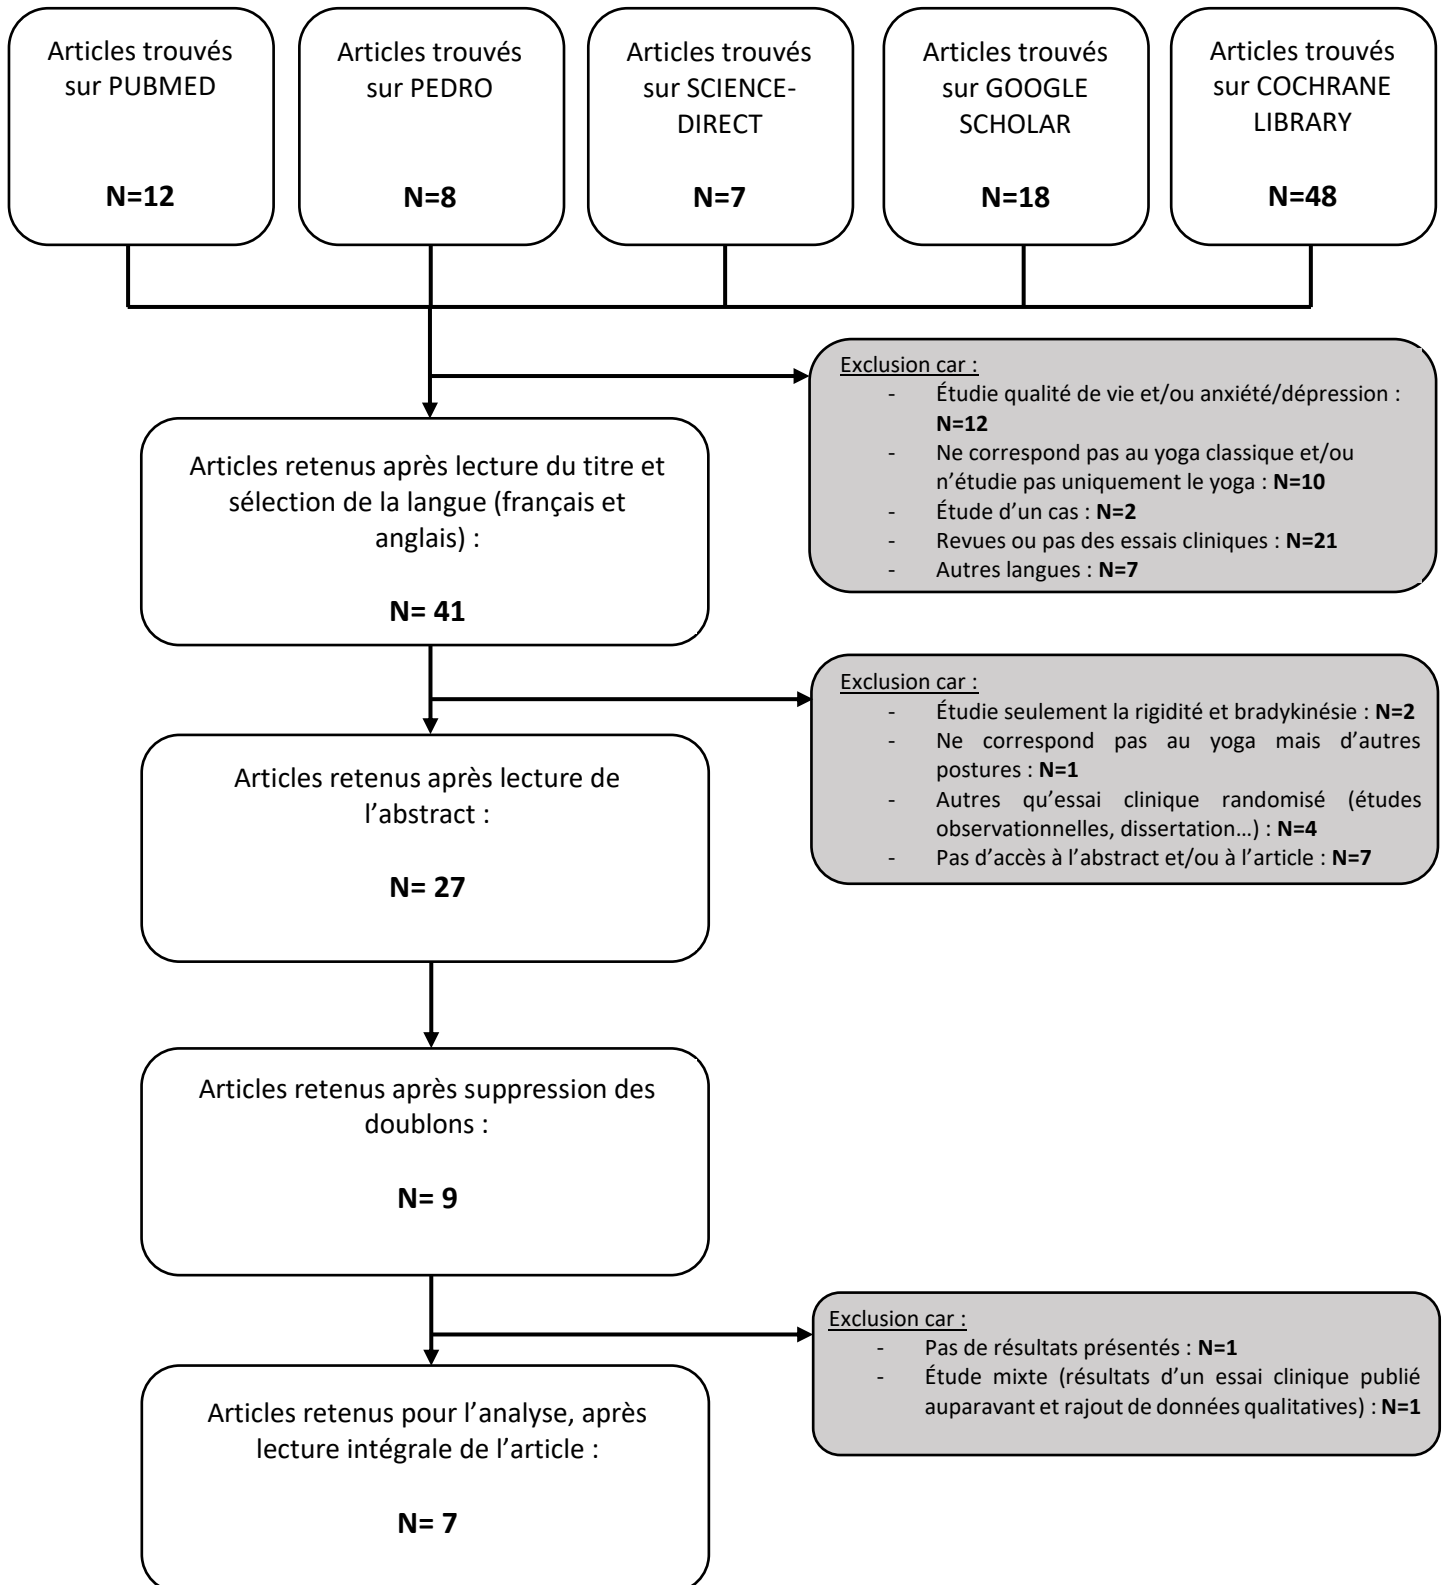 Articles trouvés
sur PUBMED
N=12
Articles trouvés
sur PEDRO
N=8
Articles trouvés
sur SCIENCE-
DIRECT
N=7
Articles trouvés
sur GOOGLE
SCHOLAR
N=18
Articles trouvés
sur COCHRANE
LIBRARY
N=48
Exclusion car :
- Étudie qualité de vie et/ou anxiété/dépression :
N=12
- Ne correspond pas au yoga classique et/ou
n’étudie pas uniquement le yoga : N=10
- Étude d’un cas : N=2
- Revues ou pas des essais cliniques : N=21
- Autres langues : N=7
Articles retenus après lecture du titre et
sélection de la langue (français et
anglais) :
N= 41
Exclusion car :
- Étudie seulement la rigidité et bradykinésie : N=2
- Ne correspond pas au yoga mais d’autres
postures : N=1
- Autres qu’essai clinique randomisé (études
observationnelles, dissertation…) : N=4
- Pas d’accès à l’abstract et/ou à l’article : N=7
Articles retenus après lecture de
l’abstract :
N= 27
Articles retenus après suppression des
doublons :
N= 9
Exclusion car :
- Pas de résultats présentés : N=1
- Étude mixte (résultats d’un essai clinique publié
auparavant et rajout de données qualitatives) : N=1
Articles retenus pour l’analyse, après
lecture intégrale de l’article :
N= 7